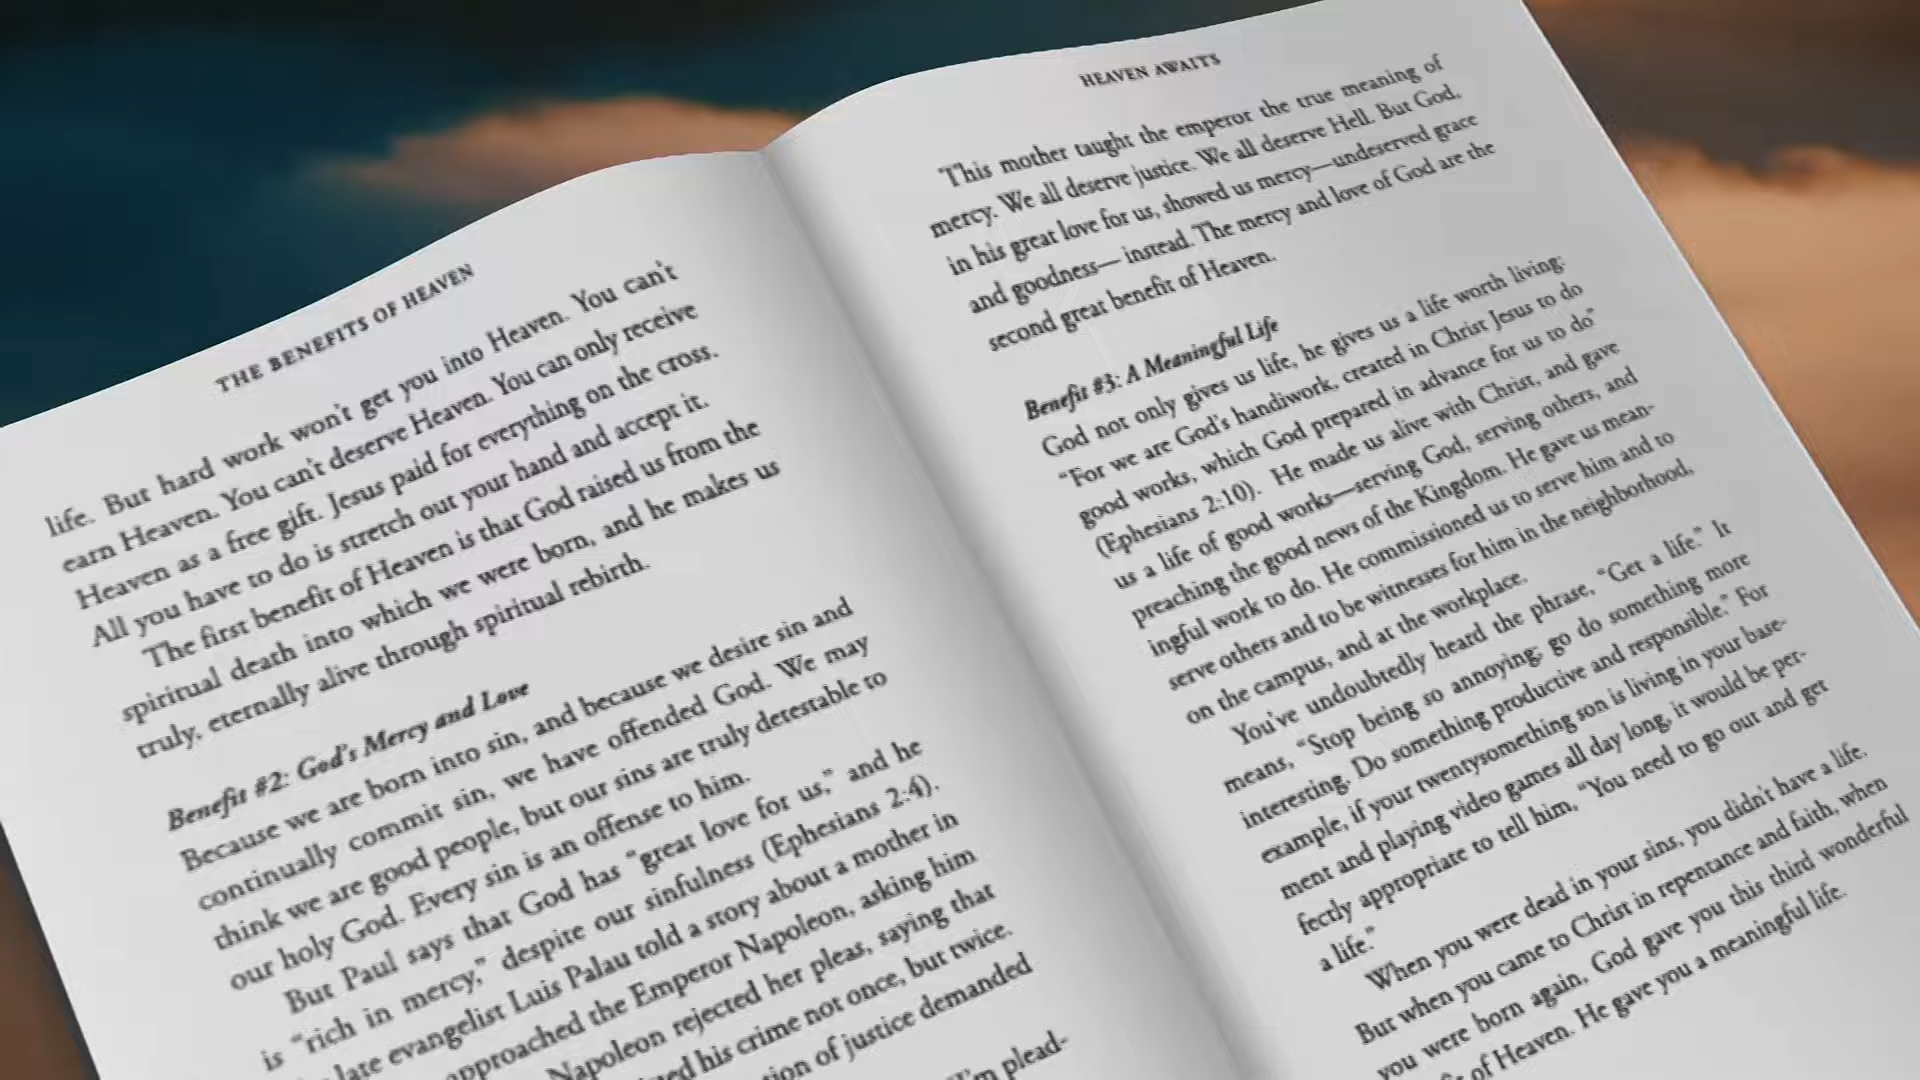 THE BENEFITS OF HEAVEN
life. But hard work won't get you into Heaven. You can't
earn Heaven. You can't deserve Heaven. You can only receive
Heaven as a free gift. Jesus paid for everything on the cross.
All you have to do is stretch out your hand and accept it.
The first benefit of Heaven is that God raised us from the
spiritual death into which we were born, and he makes us
truly, eternally alive through spiritual rebirth.
Benefit #2: God's Mercy and Love
Because we are born into sin, and because we desire sin and
continually commit sin, we have offended God. We may
think we are good people, but our sins are truly detestable to
our holy God. Every sin is an offense to him.
But Paul says that God has “great love for us,” and he
is “rich in mercy,” despite our sinfulness (Ephesians 2:4).
late evangelist Luis Palau told a story about a mother in
approached the Emperor Napoleon, asking him
Napoleon rejected her pleas, saying that
his crime not once, but twice.
of justice demanded
“I'm plead-
HEAVEN AWAITS
This mother taught the emperor the true meaning of
mercy. We all deserve justice. We all deserve Hell. But God,
in his great love for us, showed us mercy—undeserved grace
and goodness— instead. The mercy and love of God are the
second great benefit of Heaven.
Benefit #3: A Meaningful Life
God not only gives us life, he gives us a life worth living:
“For we are God's handiwork, created in Christ Jesus to do
good works, which God prepared in advance for us to do”
(Ephesians 2:10). He made us alive with Christ, and gave
us a life of good works—serving God, serving others, and
preaching the good news of the Kingdom. He gave us mean-
ingful work to do. He commissioned us to serve him and to
serve others and to be witnesses for him in the neighborhood,
on the campus, and at the workplace.
You've undoubtedly heard the phrase, “Get a life.” It
means, “Stop being so annoying; go do something more
interesting. Do something productive and responsible.” For
example, if your twentysomething son is living in your base-
ment and playing video games all day long, it would be per-
fectly appropriate to tell him, “You need to go out and get
a life.”
When you were dead in your sins, you didn't have a life.
But when you came to Christ in repentance and faith, when
you were born again, God gave you this third wonderful
of Heaven. He gave you a meaningful life.